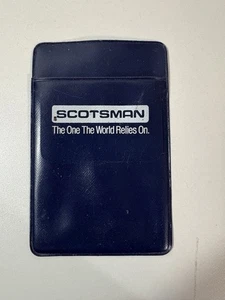 SCOTSMAN
The One The World Relies On.